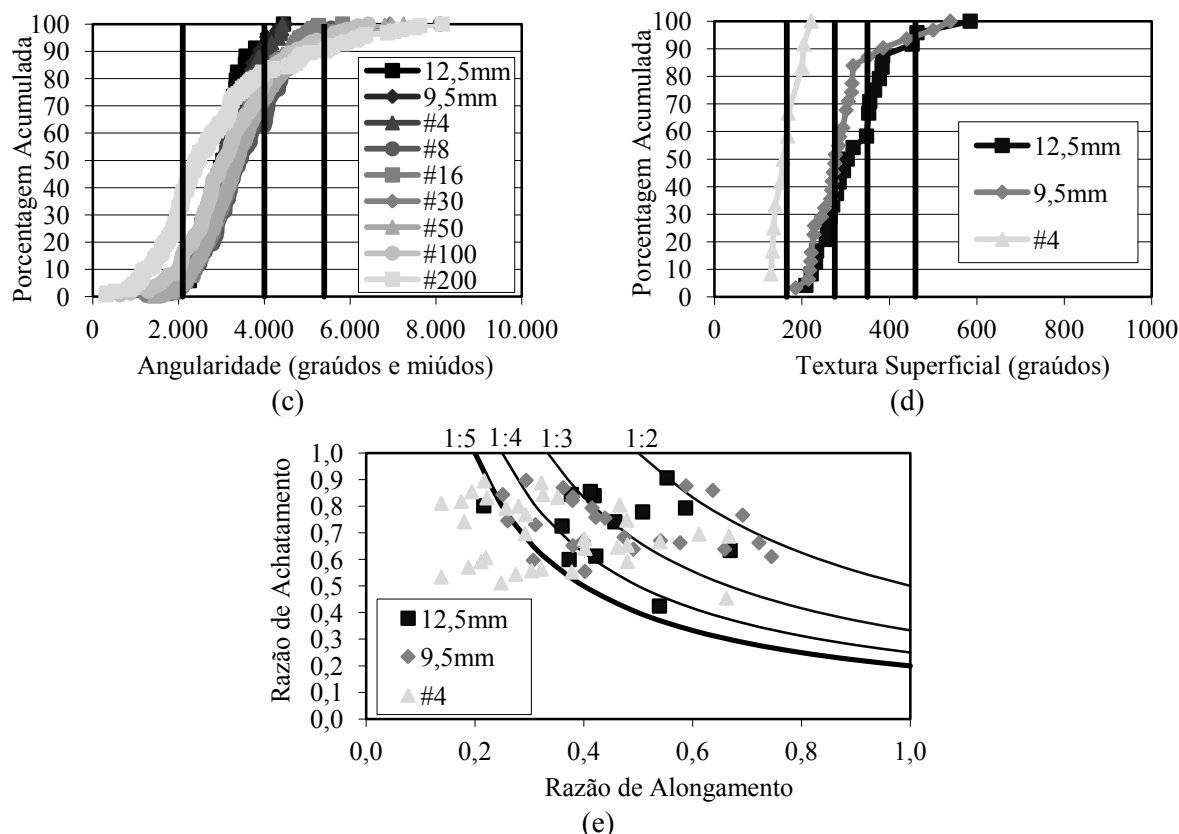 Porcentagem Acumulada
100
90
80
70
60
50
40
30
20
10
0
12,5mm
9,5mm
#4
#8
#16
#30
#50
#100
#200
0 2.000 4.000 6.000 8.000 10.000
Angularidade (graúdos e miúdos)
(c)
Porcentagem Acumulada
100
90
80
70
60
50
40
30
20
10
0
12,5mm
9,5mm
#4
0 200 400 600 800 1000
Textura Superficial (graúdos)
(d)
1:5 1:4 1:3 1:2
Razão de Achatamento
1,0
0,9
0,8
0,7
0,6
0,5
0,4
0,3
0,2
0,1
0,0
12,5mm
9,5mm
#4
0,0 0,2 0,4 0,6 0,8 1,0
Razão de Alongamento
(e)